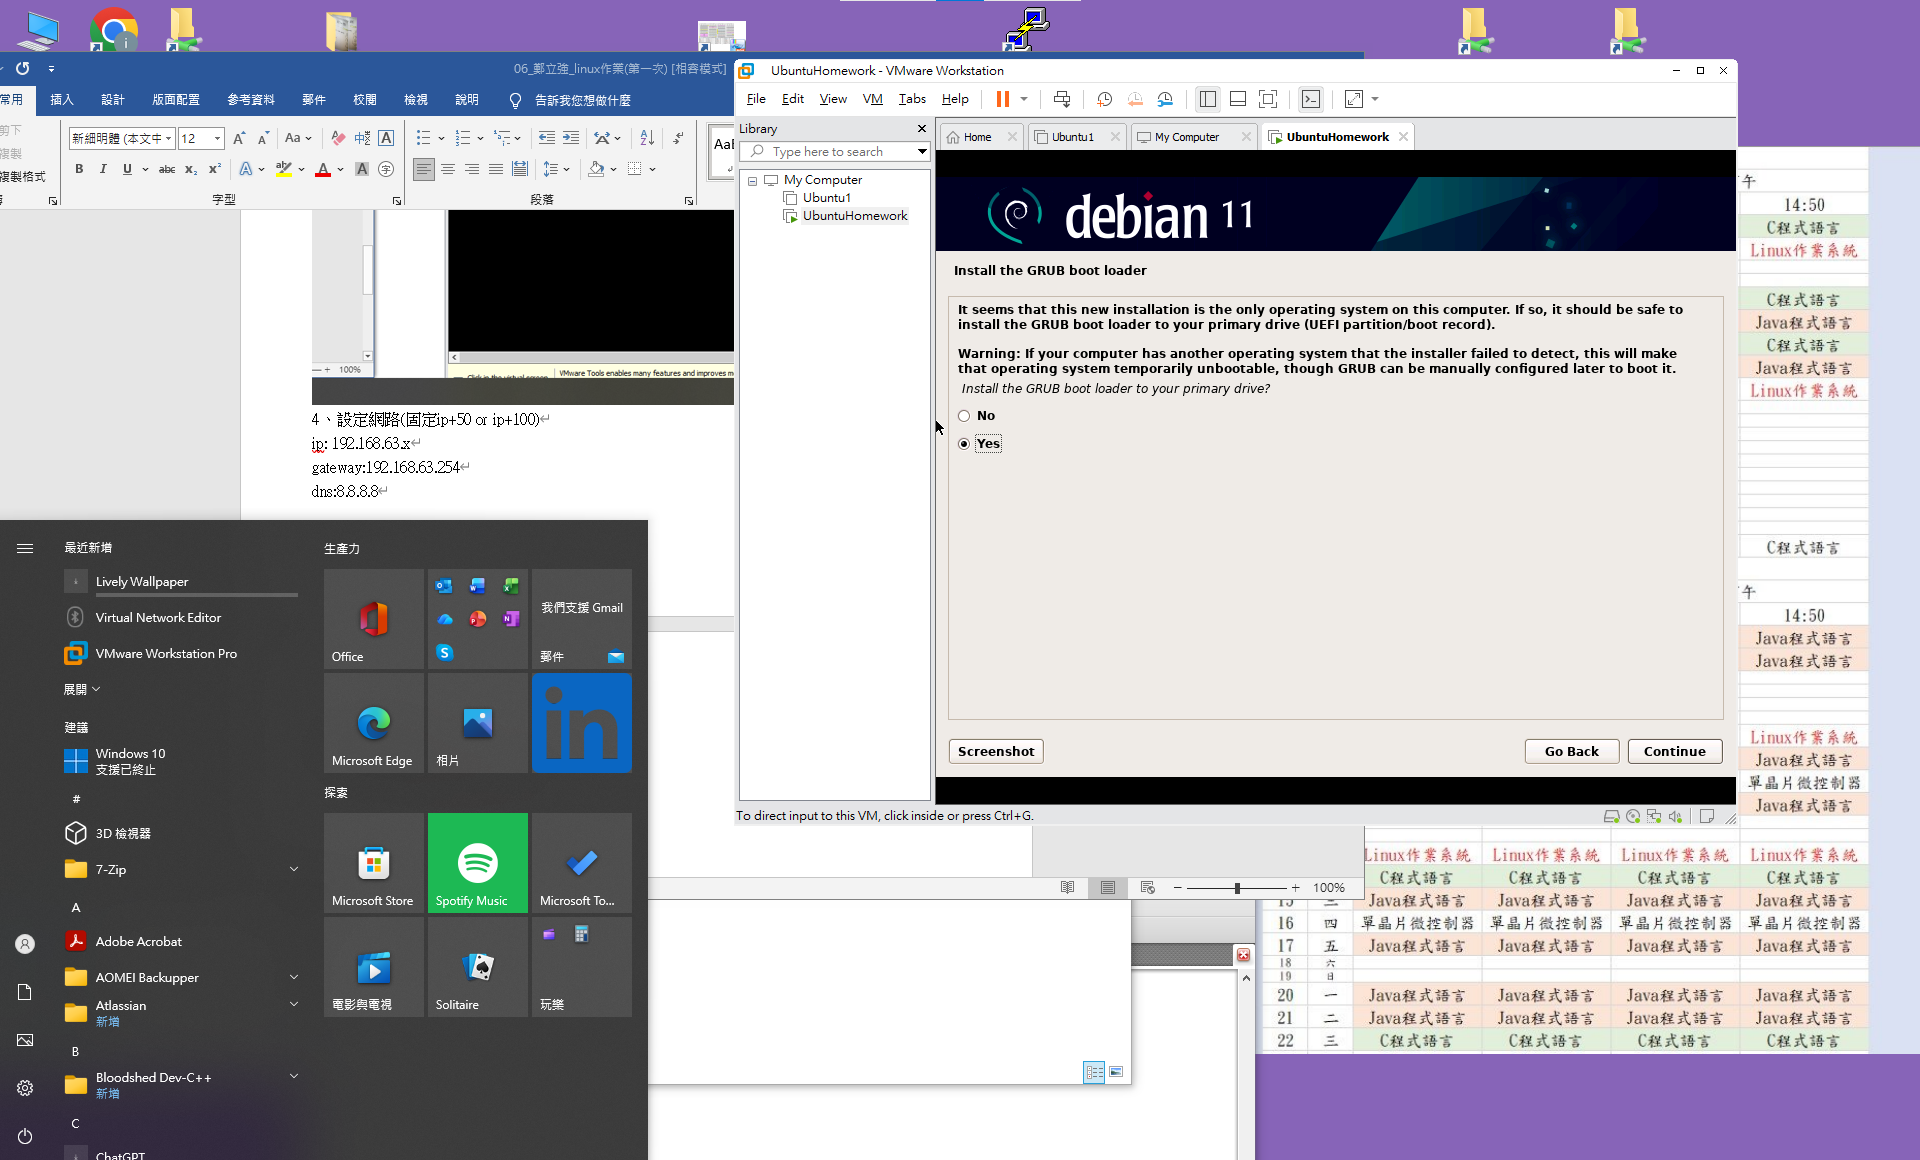 06_鄭立強_linux作業(第一次) [相容模式]
常用 插入 設計 版面配置 參考資料 郵件 校閱 檢視 說明 告訴我您想做什麼
剪下
複製
複製格式
新細明體 (本文中 12
字型 段落
100%
VMware Tools enables many features and improves m
4、設定網路(固定ip+50 or ip+100)
ip: 192.168.63.x
gateway:192.168.63.254
dns:8.8.8.8
UbuntuHomework - VMware Workstation
File Edit View VM Tabs Help
Library
Type here to search
My Computer
Ubuntu1
UbuntuHomework
Home Ubuntu1 My Computer UbuntuHomework
debian 11
Install the GRUB boot loader
It seems that this new installation is the only operating system on this computer. If so, it should be safe to
install the GRUB boot loader to your primary drive (UEFI partition/boot record).
Warning: If your computer has another operating system that the installer failed to detect, this will make
that operating system temporarily unbootable, though GRUB can be manually configured later to boot it.
Install the GRUB boot loader to your primary drive?
No
Yes
Screenshot Go Back Continue
To direct input to this VM, click inside or press Ctrl+G.
100%
最近新增
Lively Wallpaper
Virtual Network Editor
VMware Workstation Pro
展開
建議
Windows 10
支援已終止
#
3D 檢視器
7-Zip
A
Adobe Acrobat
AOMEI Backupper
Atlassian
新增
B
Bloodshed Dev-C++
新增
C
ChatGPT
生產力
Office
我們支援 Gmail
郵件
Microsoft Edge
相片
探索
Microsoft Store
Spotify Music
Microsoft To...
電影與電視
Solitaire
玩樂
午
14:50
C程式語言
Linux作業系統
C程式語言
Java程式語言
C程式語言
Java程式語言
Linux作業系統
C程式語言
午
14:50
Java程式語言
Java程式語言
Linux作業系統
Java程式語言
單晶片微控制器
Java程式語言
Linux作業系統 Linux作業系統 Linux作業系統 Linux作業系統
C程式語言 C程式語言 C程式語言 C程式語言
15 三 Java程式語言 Java程式語言 Java程式語言 Java程式語言
16 四 單晶片微控制器 單晶片微控制器 單晶片微控制器 單晶片微控制器
17 五 Java程式語言 Java程式語言 Java程式語言 Java程式語言
18 六
19 日
20 一 Java程式語言 Java程式語言 Java程式語言 Java程式語言
21 二 Java程式語言 Java程式語言 Java程式語言 Java程式語言
22 三 C程式語言 C程式語言 C程式語言 C程式語言